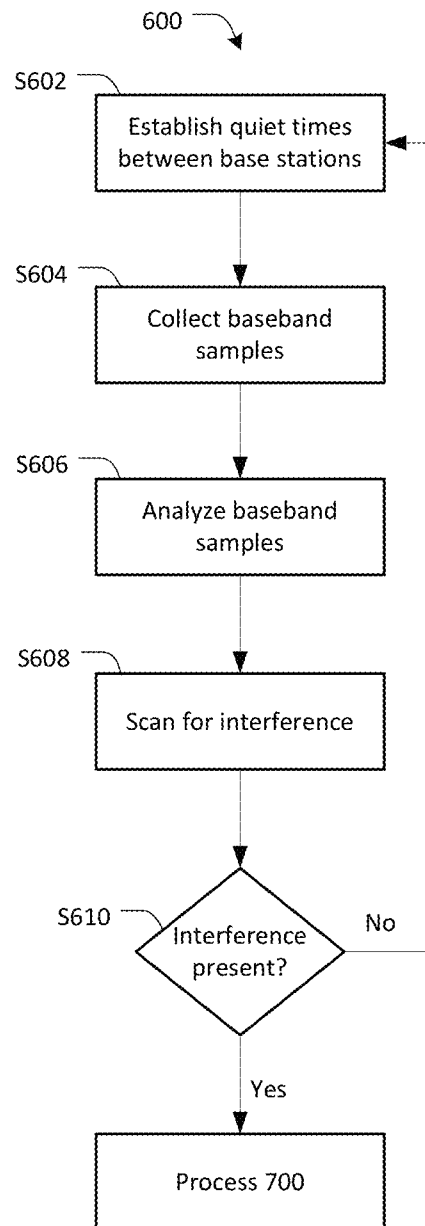 600
S602
Establish quiet times
between base stations
S604
Collect baseband
samples
S606
Analyze baseband
samples
S608
Scan for interference
S610
Interference
present?
No
Yes
Process 700